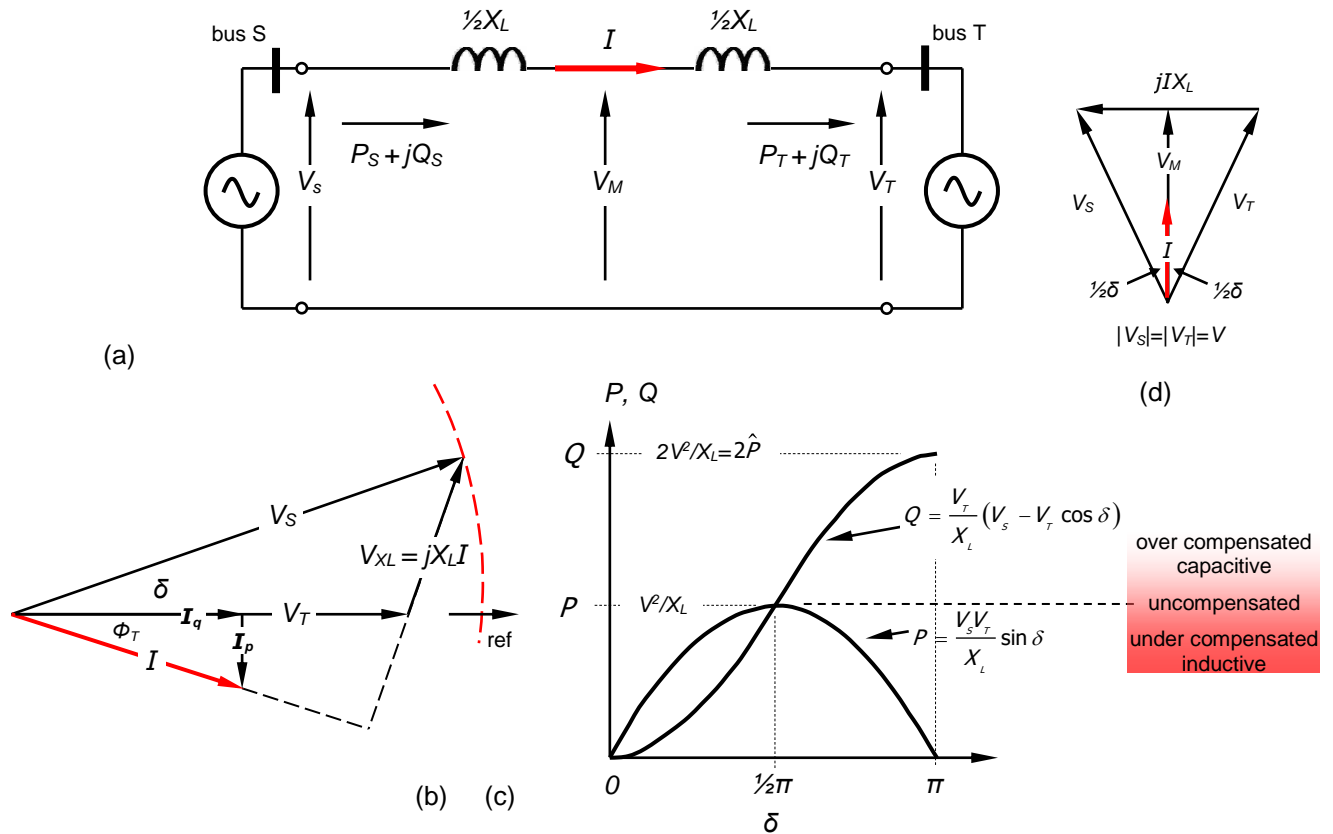 ½X_L
I
½X_L
bus S
bus T
P_S + jQ_S
P_T + jQ_T
V_s
V_M
V_T
(a)
jIX_L
V_M
V_S
V_T
I
½δ
½δ
|V_S|=|V_T|=V
(d)
V_S
V_XL = jX_L I
δ
I_q
V_T
ϕ_T
I_p
I
ref
(b)
(c)
P, Q
Q
2V²/X_L=2P̂
Q = V_T/X_L (V_s − V_T cos δ)
P
V²/X_L
P = V_s V_T/X_L sin δ
over compensated
capacitive
uncompensated
under compensated
inductive
0
½π
π
δ